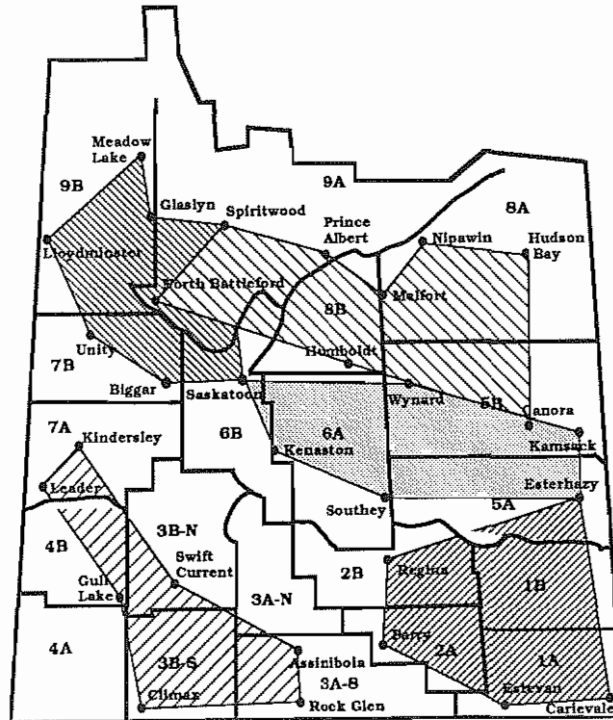 Meadow
Lake
9B
9A
Glaslyn
Spiritwood
8A
Prince
Albert
Nipawin
Hudson
Bay
Lloydminster
North Battleford
Melfort
8B
Unity
7B
Humboldt
Biggar
Saskatoon
Wynard
5B
Canora
7A
Kindersley
6B
6A
Kamsack
Kenaston
Leader
Esterhazy
Southey
5A
3B-N
4B
Swift
Current
2B
Regina
Gull
Lake
1B
3A-N
Parry
4A
3B-S
Assiniboia
2A
1A
3A-S
Climax
Rock Glen
Estevan
Carlevale